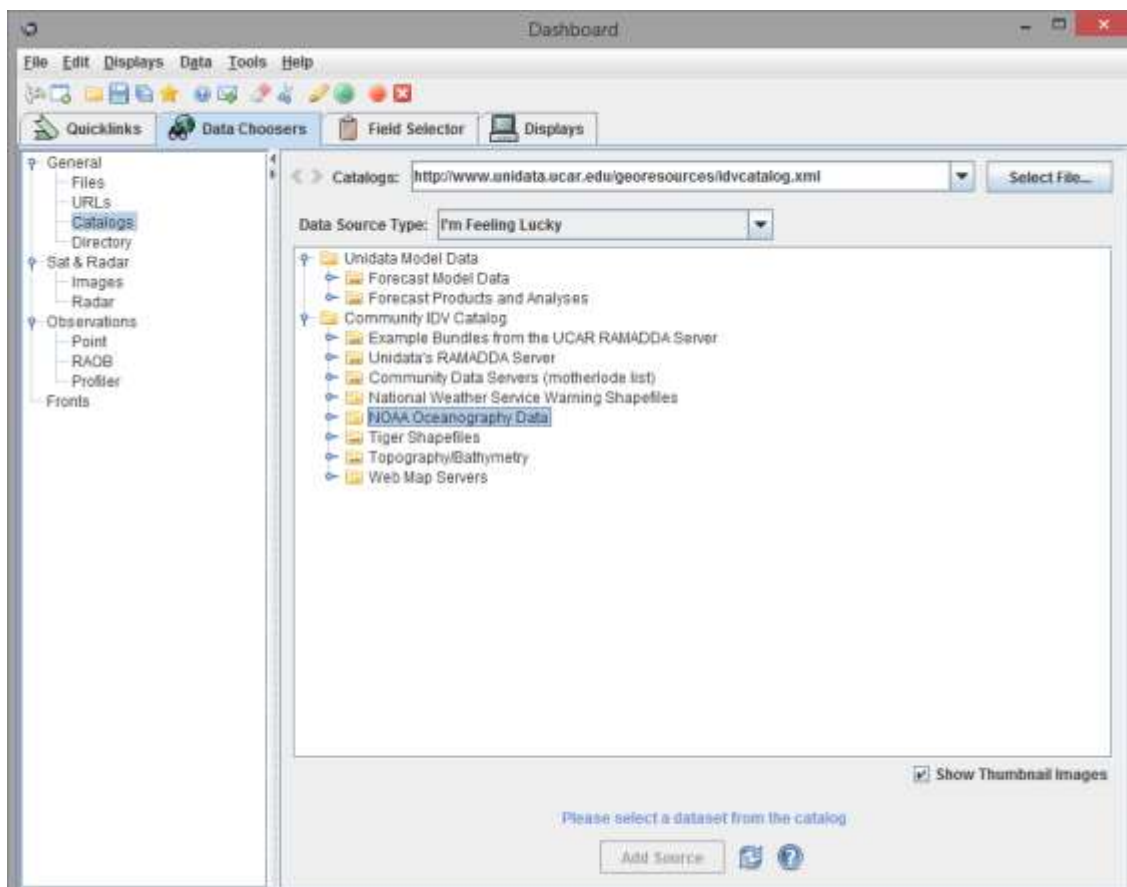 Dashboard
File Edit Displays Data Tools Help
Quicklinks Data Choosers Field Selector Displays
General
Files
URLs
Catalogs
Directory
Sat & Radar
Images
Radar
Observations
Point
RAOB
Profiler
Fronts
Catalogs: http://www.unidata.ucar.edu/georesources/idvcatalog.xml Select File...
Data Source Type: I'm Feeling Lucky
Unidata Model Data
Forecast Model Data
Forecast Products and Analyses
Community IDV Catalog
Example Bundles from the UCAR RAMADDA Server
Unidata's RAMADDA Server
Community Data Servers (motherlode list)
National Weather Service Warning Shapefiles
NOAA Oceanography Data
Tiger Shapefiles
Topography/Bathymetry
Web Map Servers
Show Thumbnail Images
Please select a dataset from the catalog
Add Source